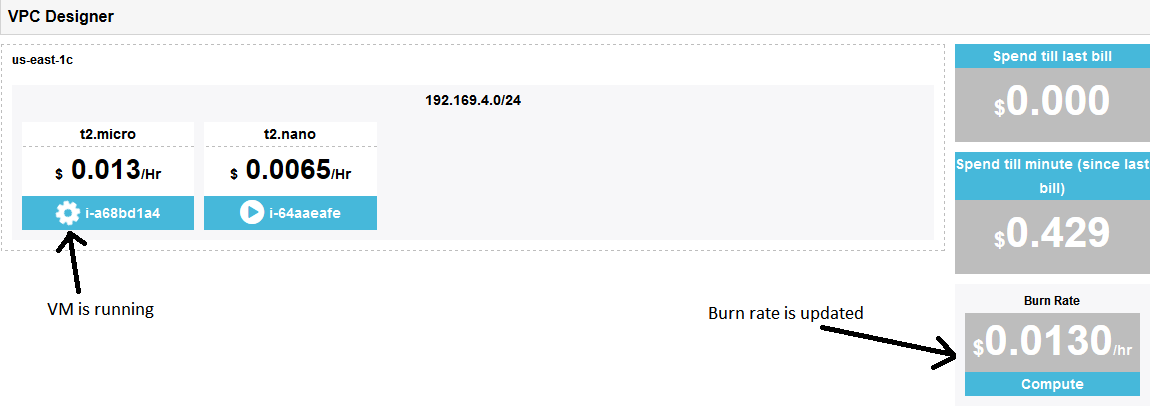 VPC Designer
us-east-1c
192.169.4.0/24
t2.micro
$ 0.013/Hr
i-a68bd1a4
t2.nano
$ 0.0065/Hr
i-64aaeafe
VM is running
Spend till last bill
$0.000
Spend till minute (since last
bill)
$0.429
Burn Rate
$0.0130/hr
Compute
Burn rate is updated